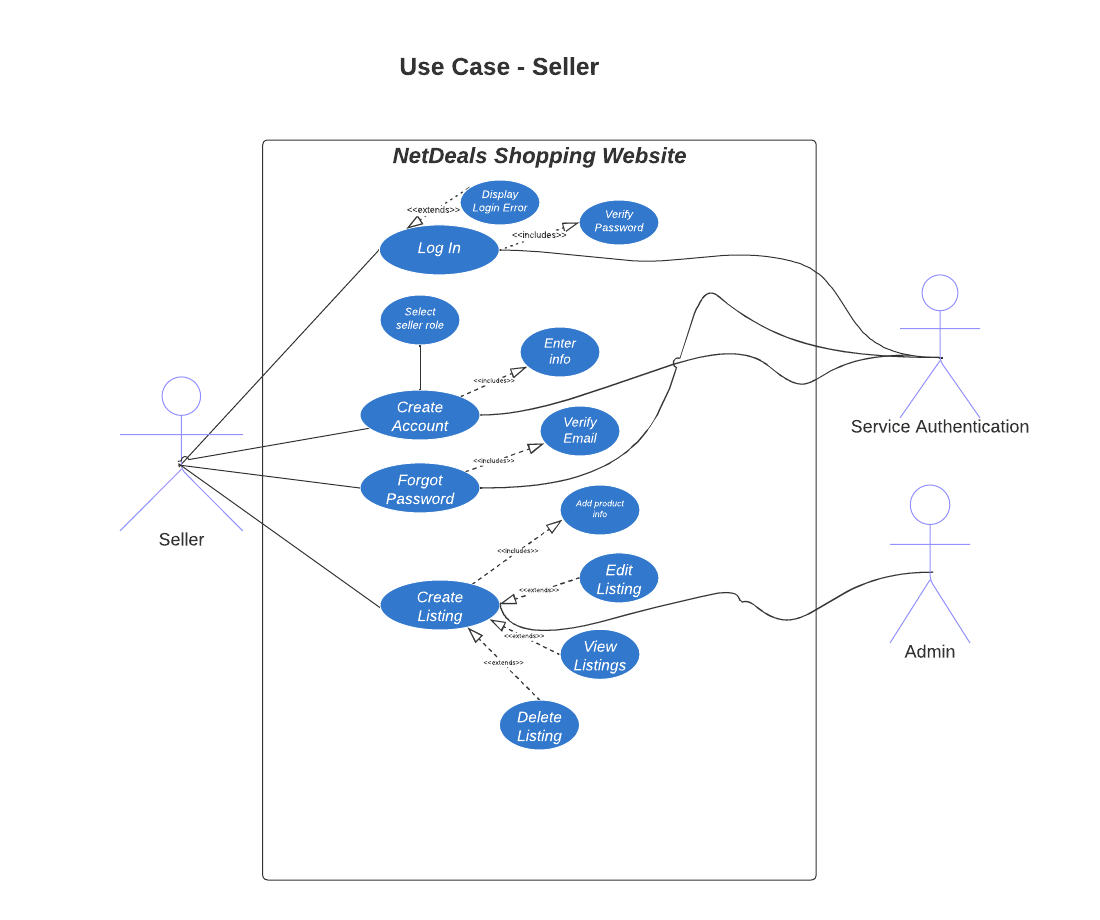 Use Case - Seller
NetDeals Shopping Website
Display
Login Error
<<extends>>
Verify
Password
<<includes>>
Log In
Select
seller role
Enter
info
<<includes>>
Create
Account
Verify
Email
<<includes>>
Forgot
Password
Service Authentication
Seller
Add product
info
<<includes>>
Edit
Listing
<<extends>>
Create
Listing
<<extends>>
View
Listings
<<extends>>
Delete
Listing
Admin